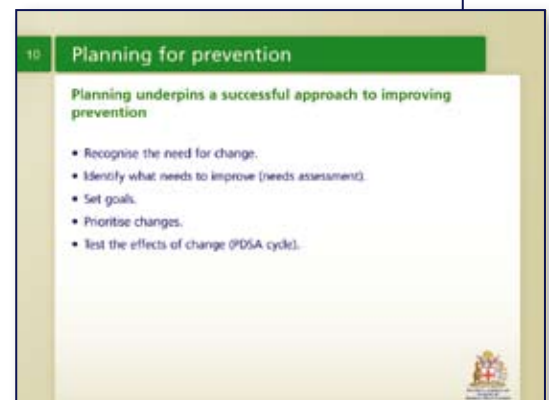 10
Planning for prevention
Planning underpins a successful approach to improving
prevention
• Recognise the need for change.
• Identify what needs to improve (needs assessment).
• Set goals.
• Prioritise changes.
• Test the effects of change (PDSA cycle).